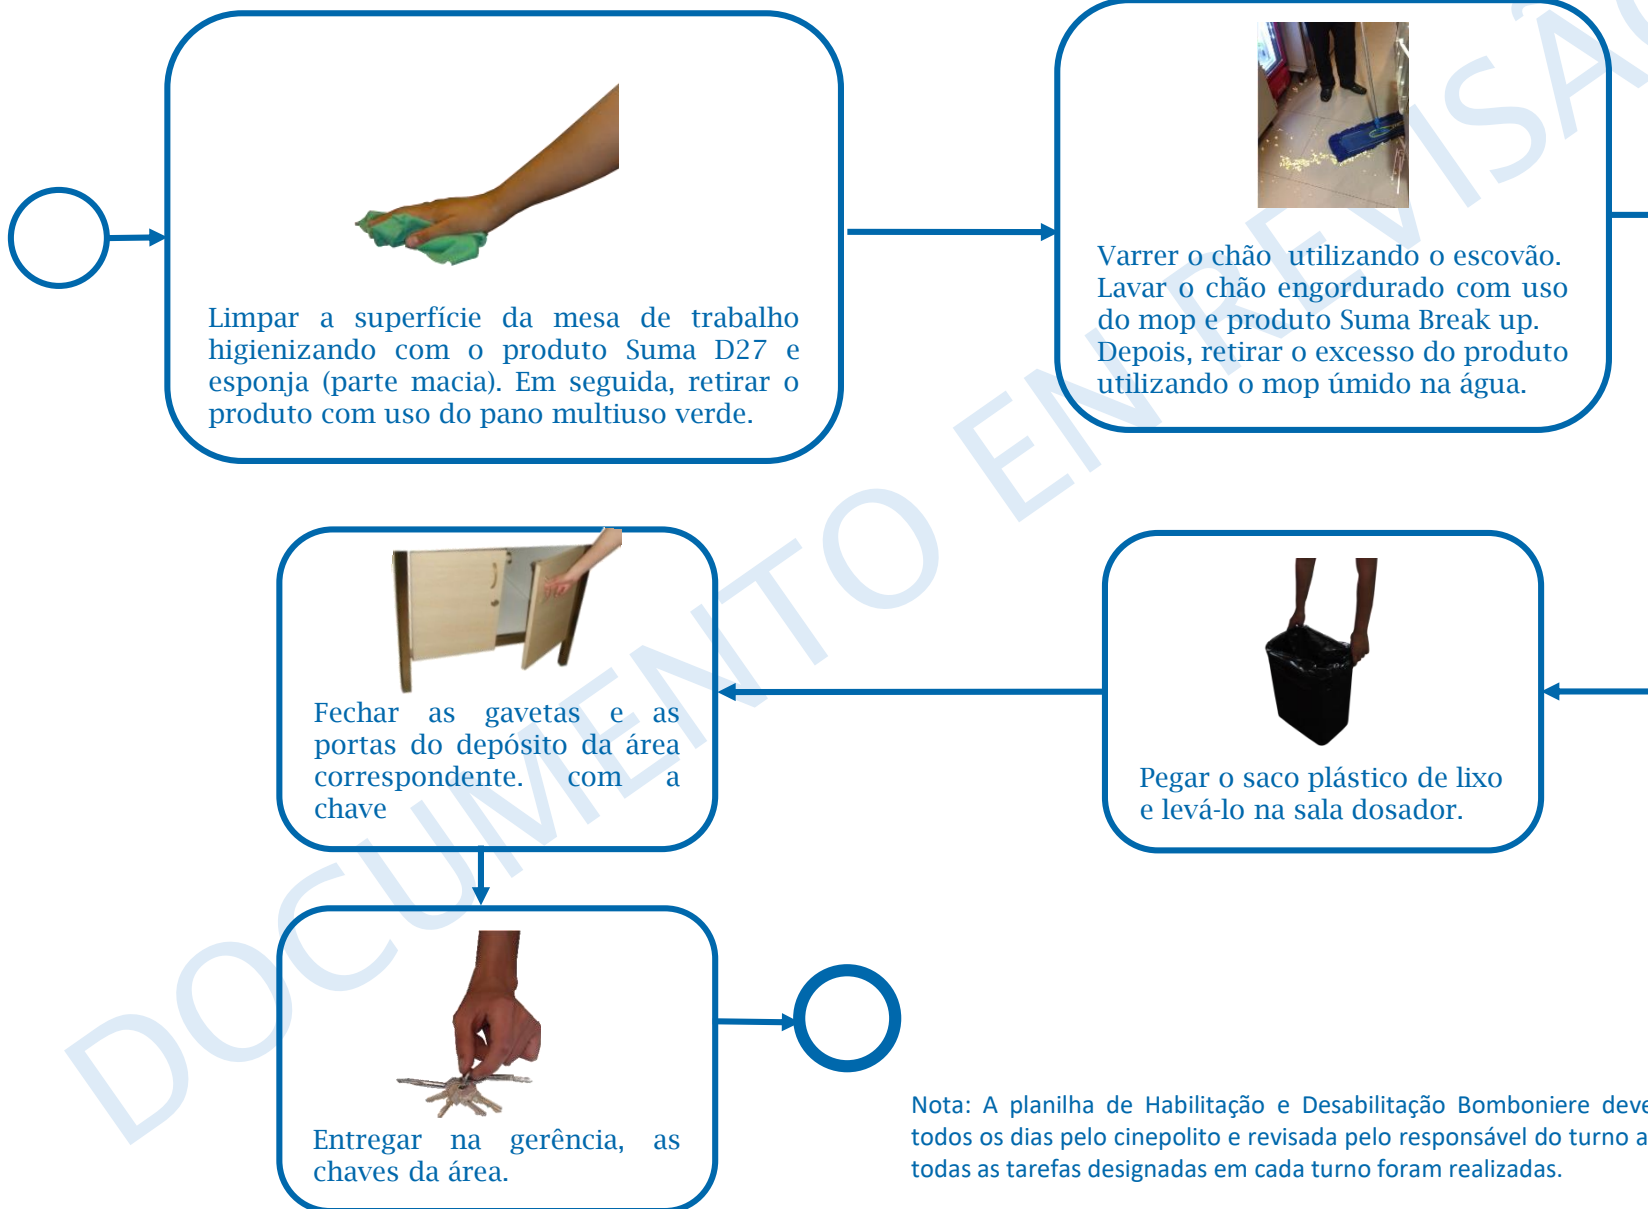 Limpar a superfície da mesa de trabalho
higienizando com o produto Suma D27 e
esponja (parte macia). Em seguida, retirar o
produto com uso do pano multiuso verde.
Varrer o chão utilizando o escovão.
Lavar o chão engordurado com uso
do mop e produto Suma Break up.
Depois, retirar o excesso do produto
utilizando o mop úmido na água.
Fechar as gavetas e as
portas do depósito da área
correspondente. com a
chave
Pegar o saco plástico de lixo
e levá-lo na sala dosador.
Entregar na gerência, as
chaves da área.
Nota: A planilha de Habilitação e Desabilitação Bomboniere deve
todos os dias pelo cinepolito e revisada pelo responsável do turno a
todas as tarefas designadas em cada turno foram realizadas.
DOCUMENTO EN REVISÃO